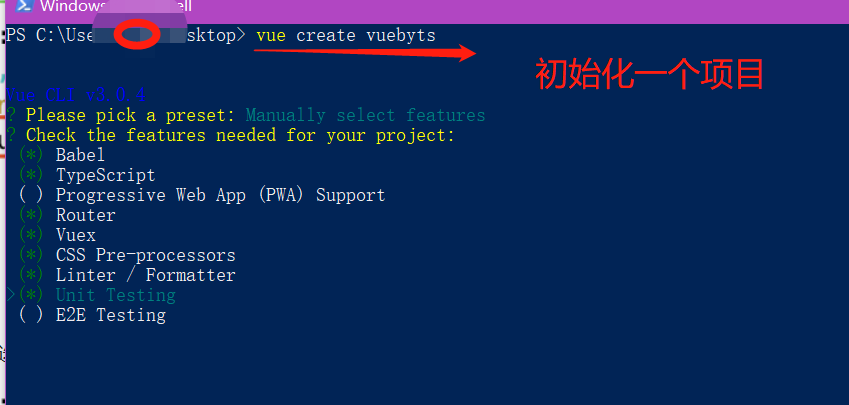 Windows
ell
PS C:\Use sktop> vue create vuebyts
初始化一个项目
Vue CLI v3.0.4
? Please pick a preset: Manually select features
? Check the features needed for your project:
(*) Babel
(*) TypeScript
( ) Progressive Web App (PWA) Support
(*) Router
(*) Vuex
(*) CSS Pre-processors
(*) Linter / Formatter
>(*) Unit Testing
( ) E2E Testing